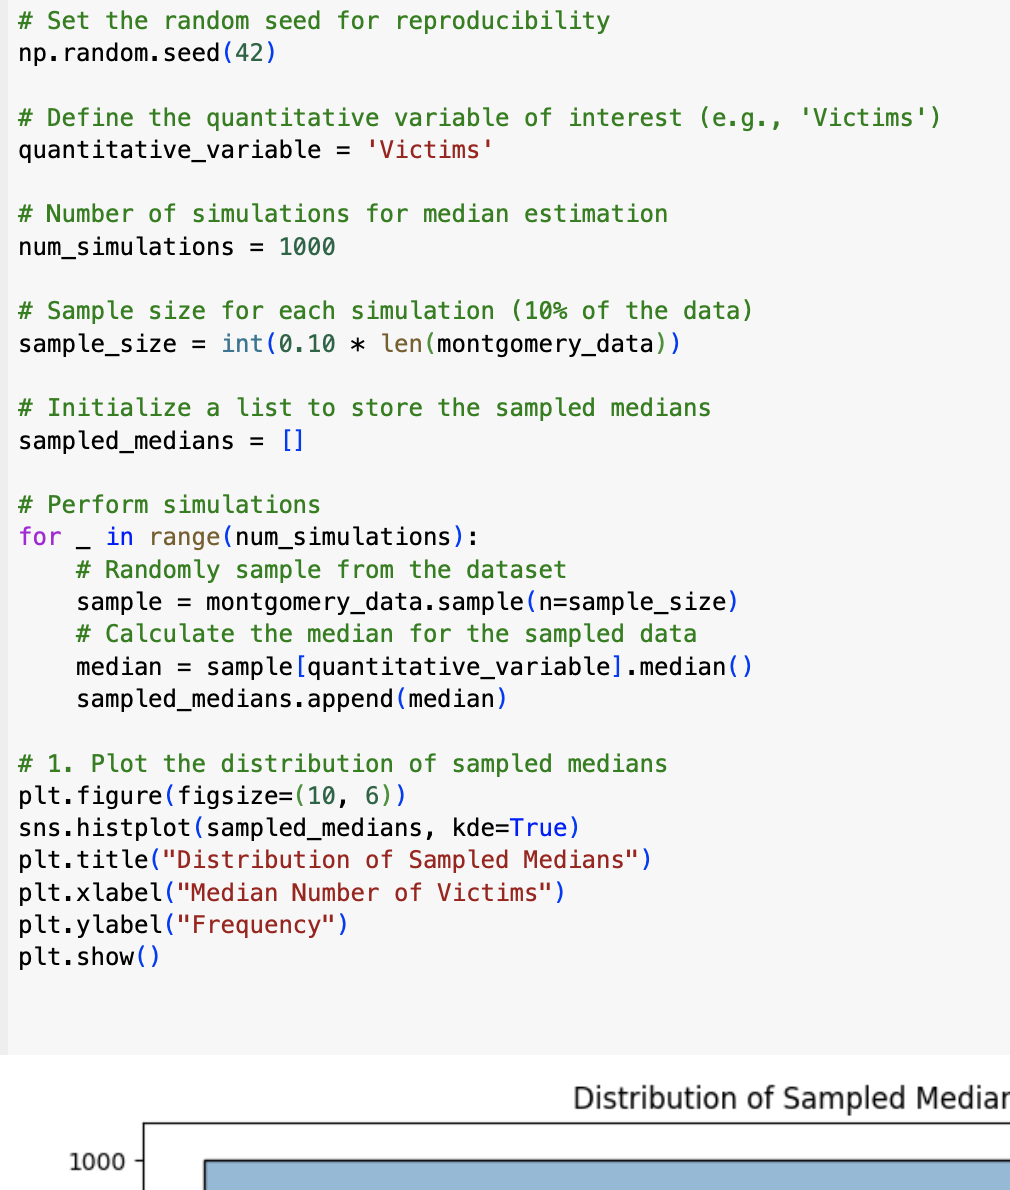 # Set the random seed for reproducibility
np.random.seed(42)
# Define the quantitative variable of interest (e.g., 'Victims')
quantitative_variable = 'Victims'
# Number of simulations for median estimation
num_simulations = 1000
# Sample size for each simulation (10% of the data)
sample_size = int(0.10 * len(montgomery_data))
# Initialize a list to store the sampled medians
sampled_medians = []
# Perform simulations
for _ in range(num_simulations):
    # Randomly sample from the dataset
    sample = montgomery_data.sample(n=sample_size)
    # Calculate the median for the sampled data
    median = sample[quantitative_variable].median()
    sampled_medians.append(median)
# 1. Plot the distribution of sampled medians
plt.figure(figsize=(10, 6))
sns.histplot(sampled_medians, kde=True)
plt.title("Distribution of Sampled Medians")
plt.xlabel("Median Number of Victims")
plt.ylabel("Frequency")
plt.show()
Distribution of Sampled Median
1000